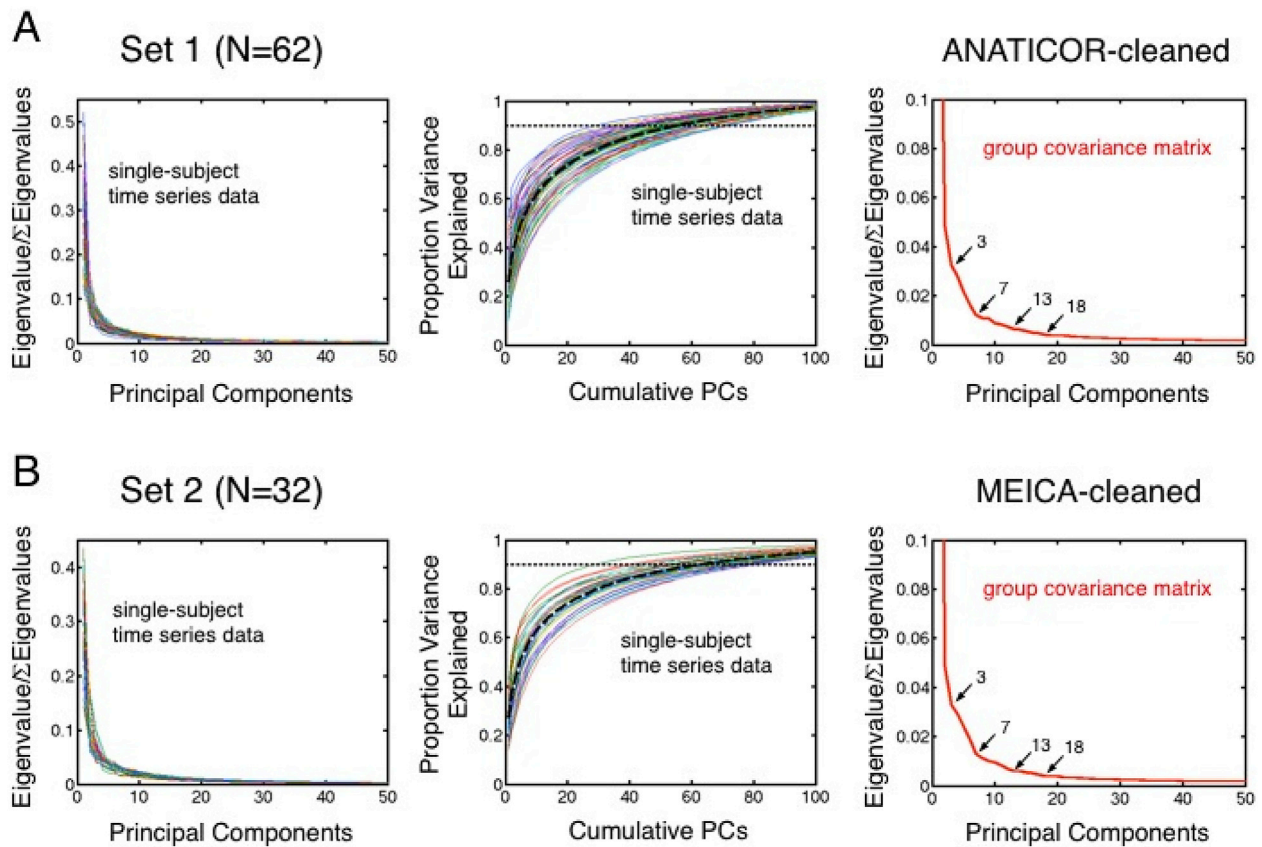 A
Set 1 (N=62)
ANATICOR-cleaned
Eigenvalue/ΣEigenvalues
0.5
0.4
0.3
0.2
0.1
0
single-subject
time series data
0 10 20 30 40 50
Principal Components
Proportion Variance
Explained
1
0.8
0.6
0.4
0.2
0
single-subject
time series data
0 20 40 60 80 100
Cumulative PCs
Eigenvalue/ΣEigenvalues
0.1
0.08
0.06
0.04
0.02
0
group covariance matrix
3
7
13
18
0 10 20 30 40 50
Principal Components
B
Set 2 (N=32)
MEICA-cleaned
Eigenvalue/ΣEigenvalues
0.4
0.3
0.2
0.1
0
single-subject
time series data
0 10 20 30 40 50
Principal Components
Proportion Variance
Explained
1
0.8
0.6
0.4
0.2
0
single-subject
time series data
0 20 40 60 80 100
Cumulative PCs
Eigenvalue/ΣEigenvalues
0.1
0.08
0.06
0.04
0.02
0
group covariance matrix
3
7
13
18
0 10 20 30 40 50
Principal Components